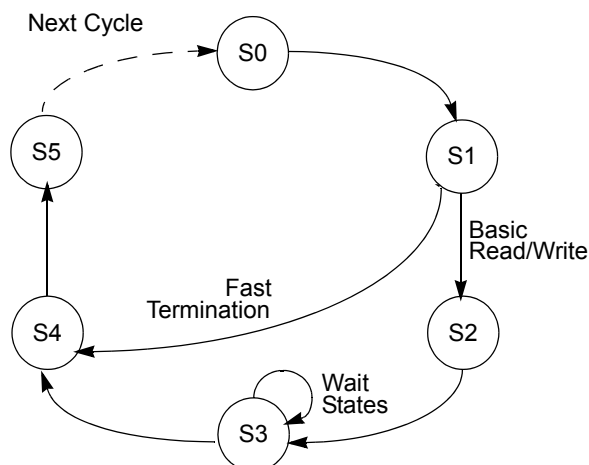 Next Cycle
S0
S5
S1
Basic
Read/Write
Fast
Termination
S4
S2
Wait
States
S3